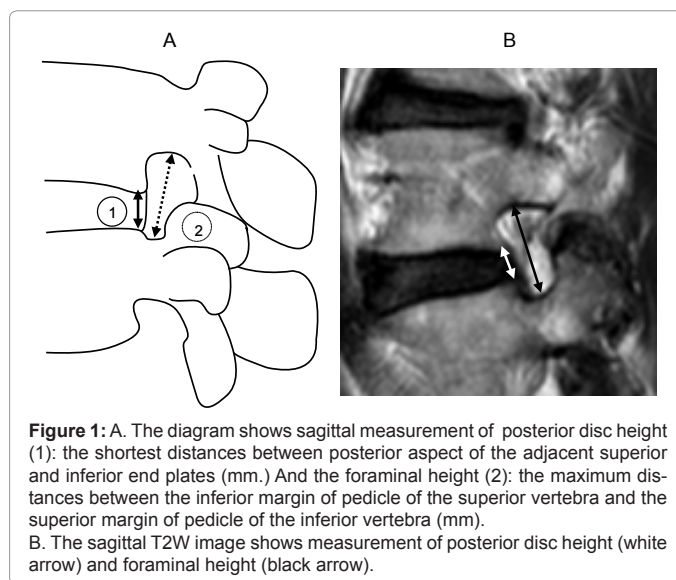 A
B
1
2
Figure 1: A. The diagram shows sagittal measurement of posterior disc height
(1): the shortest distances between posterior aspect of the adjacent superior
and inferior end plates (mm.) And the foraminal height (2): the maximum dis-
tances between the inferior margin of pedicle of the superior vertebra and the
superior margin of pedicle of the inferior vertebra (mm).
B. The sagittal T2W image shows measurement of posterior disc height (white
arrow) and foraminal height (black arrow).